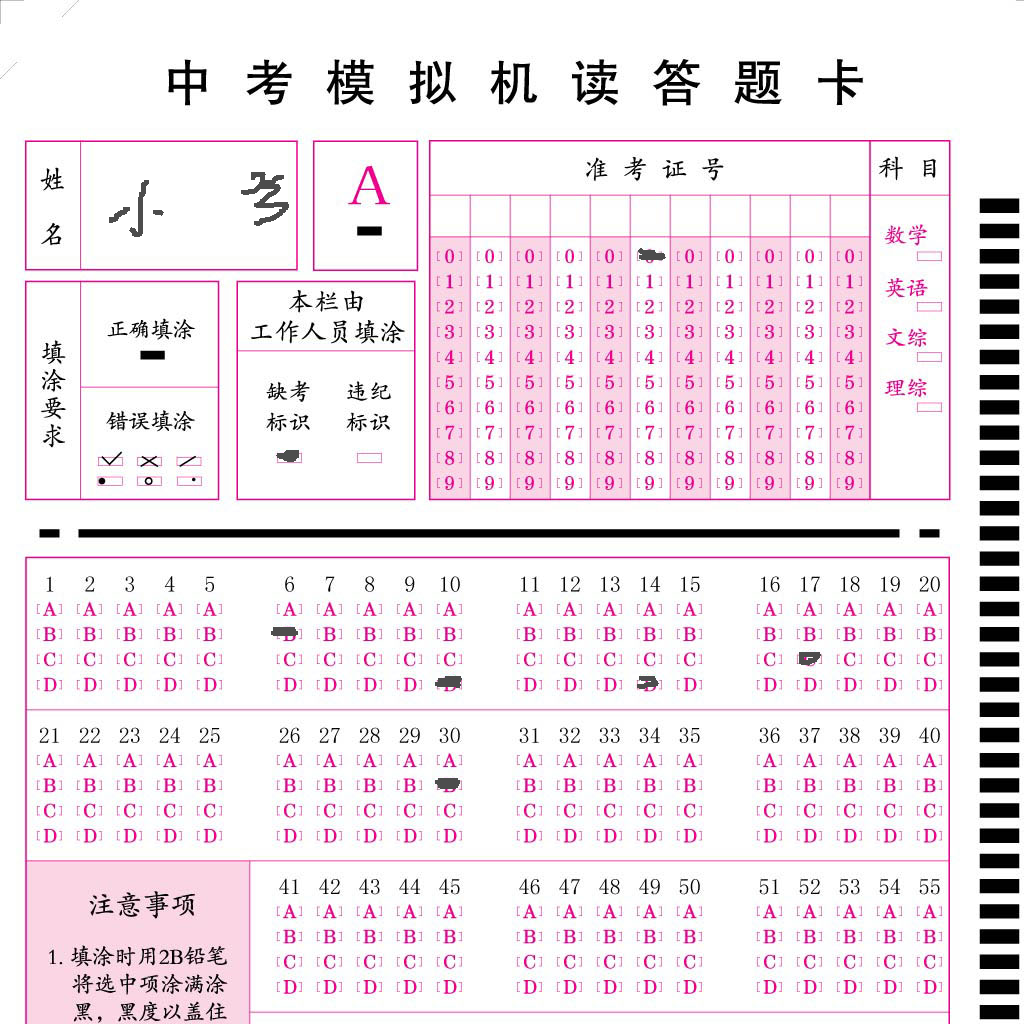 中考模拟机读答题卡
姓名
小
A
准考证号
科目
[0] [0] [0] [0] [0] [0] [0] [0] [0] [0]
[1] [1] [1] [1] [1] [1] [1] [1] [1] [1] [1]
[2] [2] [2] [2] [2] [2] [2] [2] [2] [2] [2]
[3] [3] [3] [3] [3] [3] [3] [3] [3] [3] [3]
[4] [4] [4] [4] [4] [4] [4] [4] [4] [4] [4]
[5] [5] [5] [5] [5] [5] [5] [5] [5] [5] [5]
[6] [6] [6] [6] [6] [6] [6] [6] [6] [6] [6]
[7] [7] [7] [7] [7] [7] [7] [7] [7] [7] [7]
[8] [8] [8] [8] [8] [8] [8] [8] [8] [8] [8]
[9] [9] [9] [9] [9] [9] [9] [9] [9] [9] [9]
数学
英语
文综
理综
填涂要求
正确填涂
错误填涂
本栏由
工作人员填涂
缺考 违纪
标识 标识
1 2 3 4 5 6 7 8 9 10 11 12 13 14 15 16 17 18 19 20
[A] [A] [A] [A] [A] [A] [A] [A] [A] [A] [A] [A] [A] [A] [A] [A] [A] [A] [A] [A]
[B] [B] [B] [B] [B] [B] [B] [B] [B] [B] [B] [B] [B] [B] [B] [B] [B] [B] [B]
[C] [C] [C] [C] [C] [C] [C] [C] [C] [C] [C] [C] [C] [C] [C] [C] [C] [C] [C]
[D] [D] [D] [D] [D] [D] [D] [D] [D] [D] [D] [D] [D] [D] [D] [D] [D] [D]
21 22 23 24 25 26 27 28 29 30 31 32 33 34 35 36 37 38 39 40
[A] [A] [A] [A] [A] [A] [A] [A] [A] [A] [A] [A] [A] [A] [A] [A] [A] [A] [A] [A]
[B] [B] [B] [B] [B] [B] [B] [B] [B] [B] [B] [B] [B] [B] [B] [B] [B] [B] [B]
[C] [C] [C] [C] [C] [C] [C] [C] [C] [C] [C] [C] [C] [C] [C] [C] [C] [C] [C] [C]
[D] [D] [D] [D] [D] [D] [D] [D] [D] [D] [D] [D] [D] [D] [D] [D] [D] [D] [D] [D]
41 42 43 44 45 46 47 48 49 50 51 52 53 54 55
[A] [A] [A] [A] [A] [A] [A] [A] [A] [A] [A] [A] [A] [A] [A]
[B] [B] [B] [B] [B] [B] [B] [B] [B] [B] [B] [B] [B] [B] [B]
[C] [C] [C] [C] [C] [C] [C] [C] [C] [C] [C] [C] [C] [C] [C]
[D] [D] [D] [D] [D] [D] [D] [D] [D] [D] [D] [D] [D] [D] [D]
注意事项
1. 填涂时用2B铅笔
将选中项涂满涂
黑，黑度以盖住